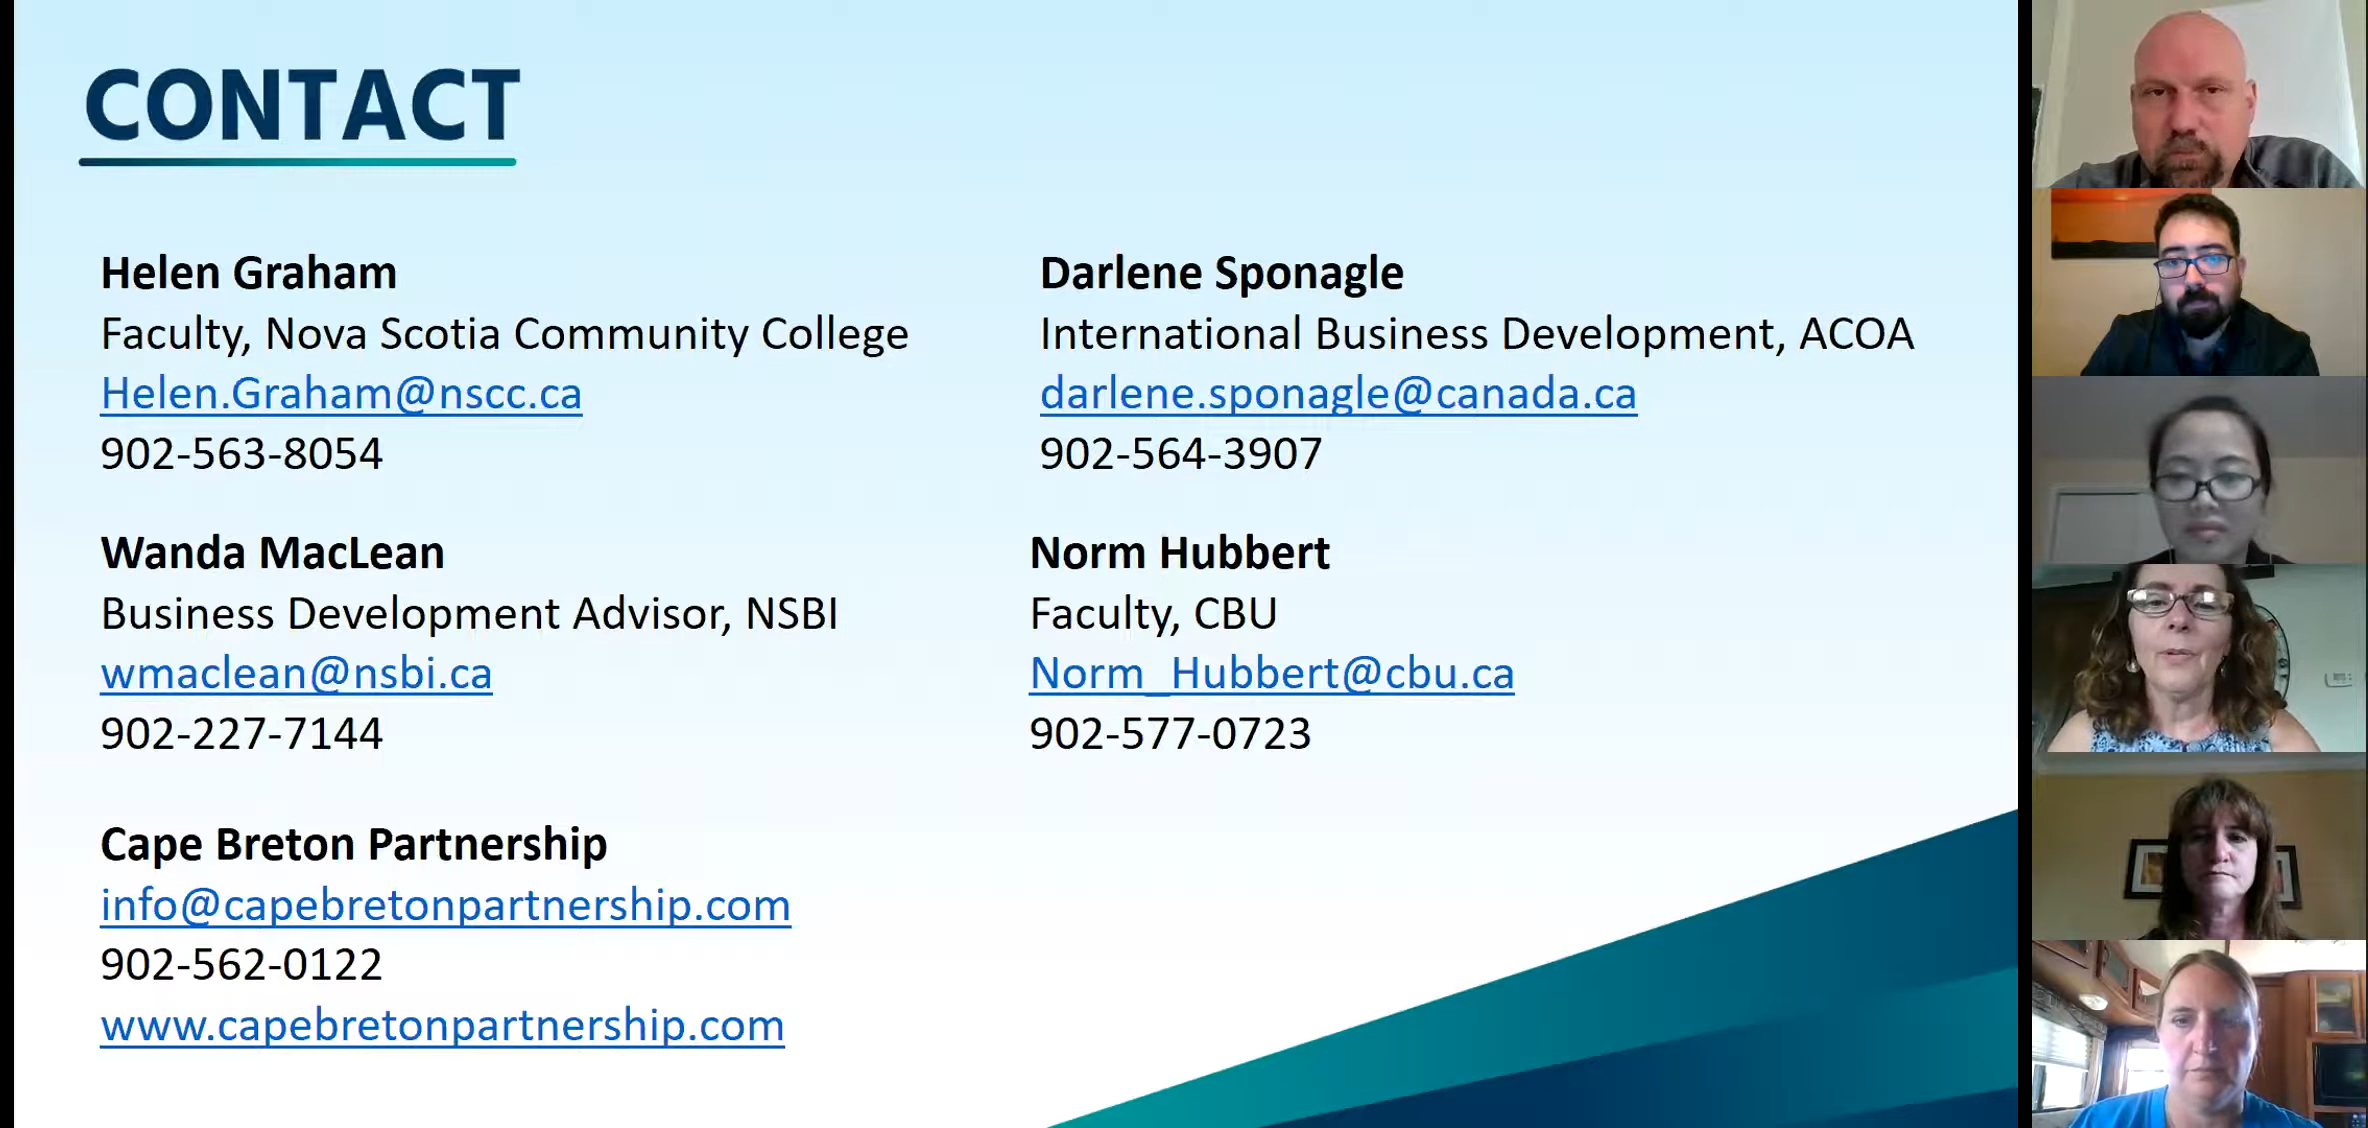 CONTACT
Helen Graham
Faculty, Nova Scotia Community College
Helen.Graham@nscc.ca
902-563-8054
Darlene Sponagle
International Business Development, ACOA
darlene.sponagle@canada.ca
902-564-3907
Wanda MacLean
Business Development Advisor, NSBI
wmaclean@nsbi.ca
902-227-7144
Norm Hubbert
Faculty, CBU
Norm_Hubbert@cbu.ca
902-577-0723
Cape Breton Partnership
info@capebretonpartnership.com
902-562-0122
www.capebretonpartnership.com